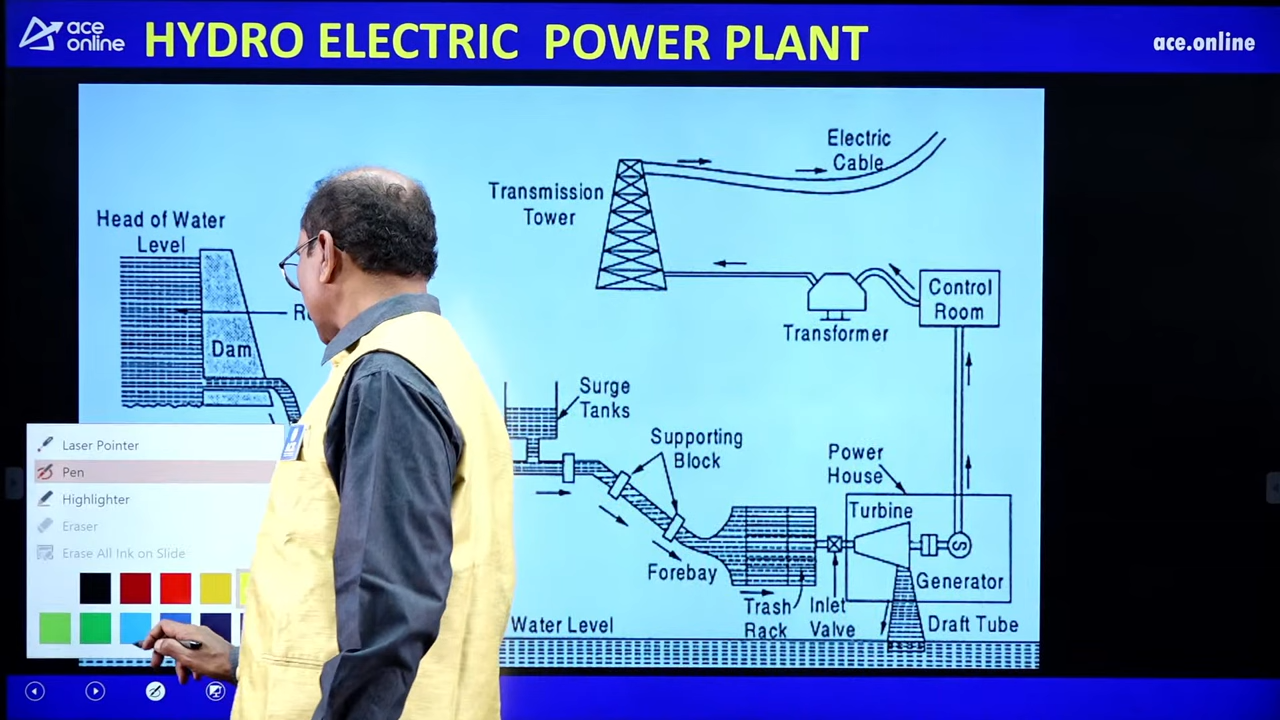 ace
online
HYDRO ELECTRIC POWER PLANT
ace.online
Electric
Cable
Transmission
Tower
Head of Water
Level
Control
Room
Transformer
Dam
Surge
Tanks
Supporting
Block
Power
House
Laser Pointer
Pen
Highlighter
Eraser
Erase All Ink on Slide
Turbine
S
Forebay
Generator
Trash
Rack
Inlet
Valve
Draft Tube
Water Level